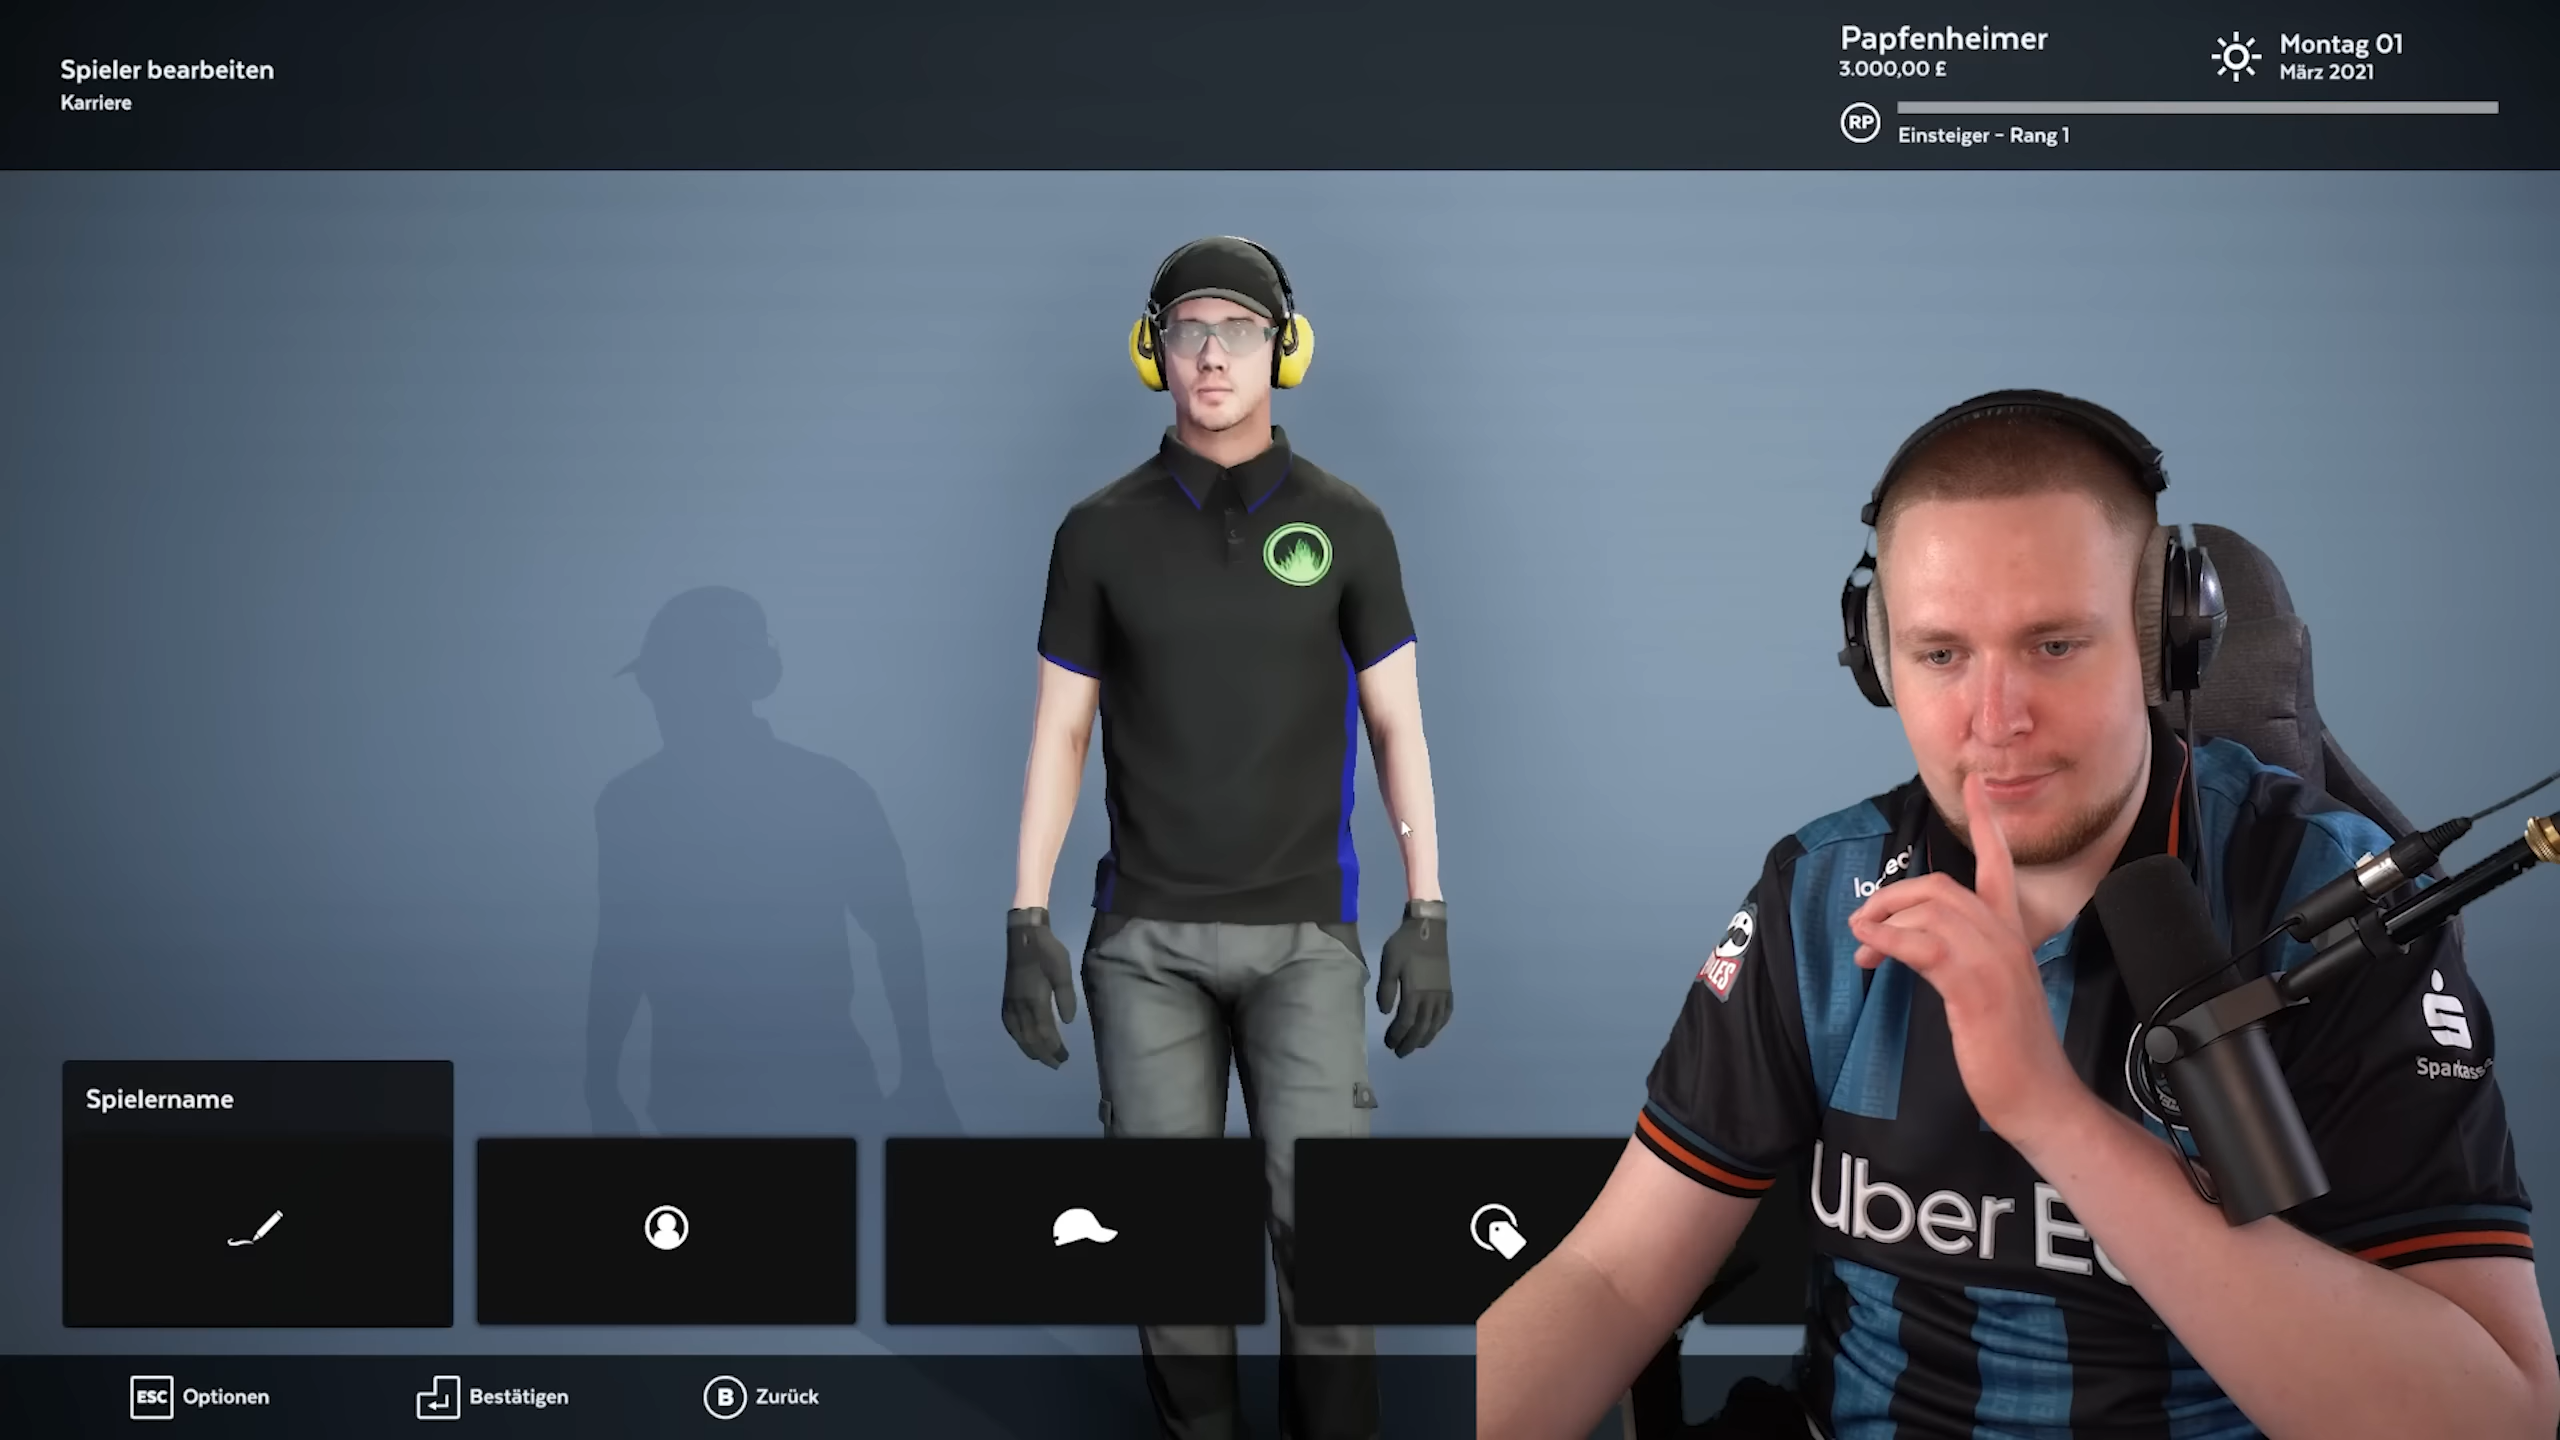 Spieler bearbeiten
Karriere
Papfenheimer
3.000,00 £
Montag 01
März 2021
RP
Einsteiger – Rang 1
Spielername
ESC Optionen
Bestätigen
B Zurück
Uber